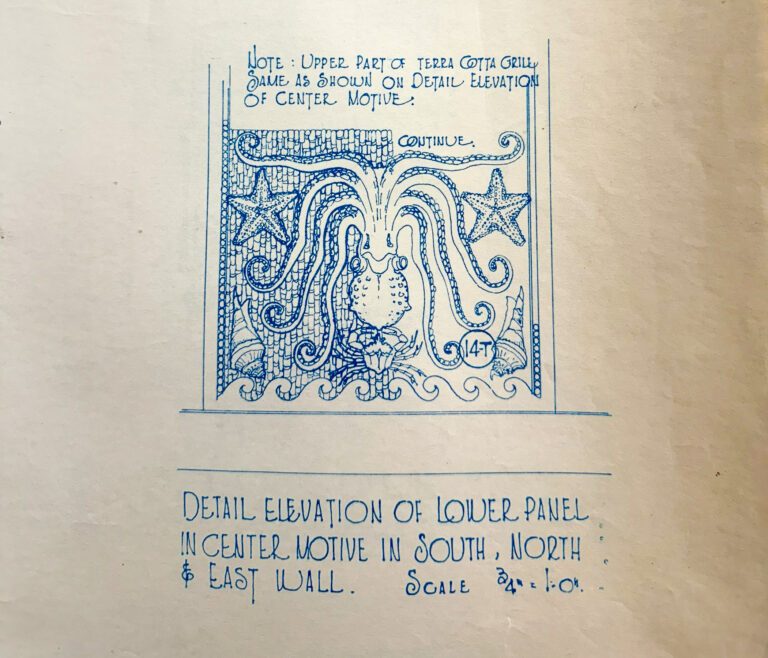 NOTE : UPPER PART OF TERRA COTTA GRILL
SAME AS SHOWN ON DETAIL ELEVATION
OF CENTER MOTIVE.
CONTINUE.
14-T
DETAIL ELEVATION OF LOWER PANEL
IN CENTER MOTIVE IN SOUTH, NORTH
& EAST WALL. SCALE 3/4" = 1'-0".